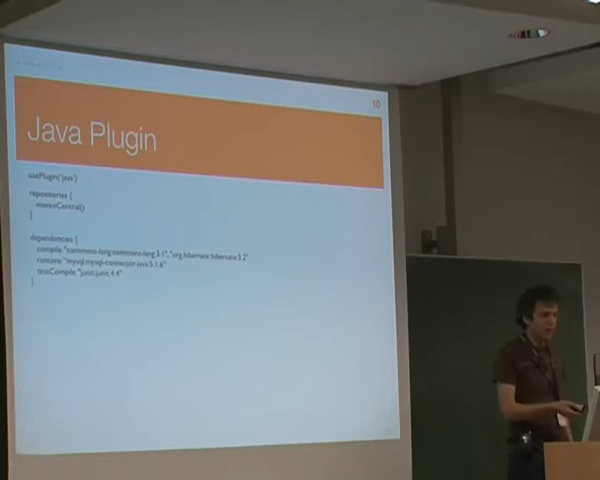 10
Java Plugin
usePlugin('java')
repositories {
mavenCentral()
}
dependencies {
compile "commons-lang:commons-lang:3.1", "org.hibernate:hibernate:3.2"
runtime "mysql:mysql-connector-java:5.1.6"
testCompile "junit:junit:4.4"
}